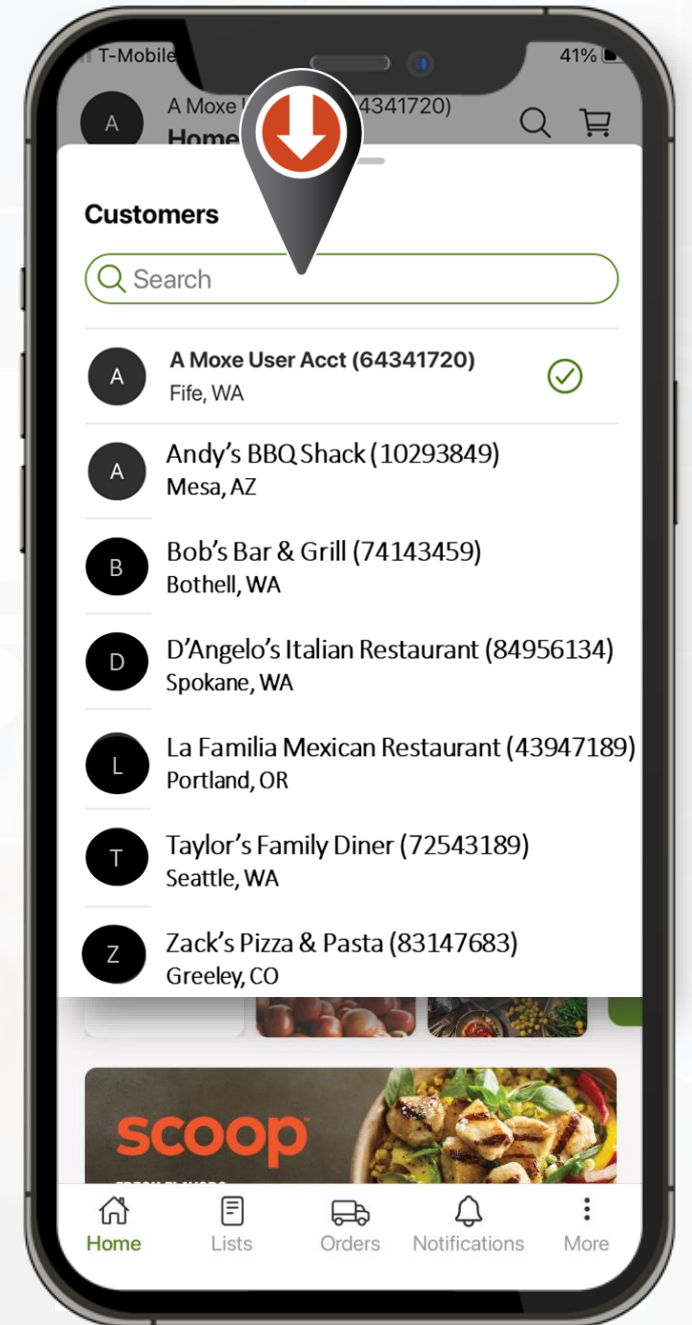 T-Mobile
41%
A
A Moxe
4341720)
Home
Customers
Search
A
A Moxe User Acct (64341720)
Fife, WA
A
Andy's BBQ Shack (10293849)
Mesa, AZ
B
Bob's Bar & Grill (74143459)
Bothell, WA
D
D'Angelo's Italian Restaurant (84956134)
Spokane, WA
L
La Familia Mexican Restaurant (43947189)
Portland, OR
T
Taylor's Family Diner (72543189)
Seattle, WA
Z
Zack's Pizza & Pasta (83147683)
Greeley, CO
scoop
Home
Lists
Orders
Notifications
More